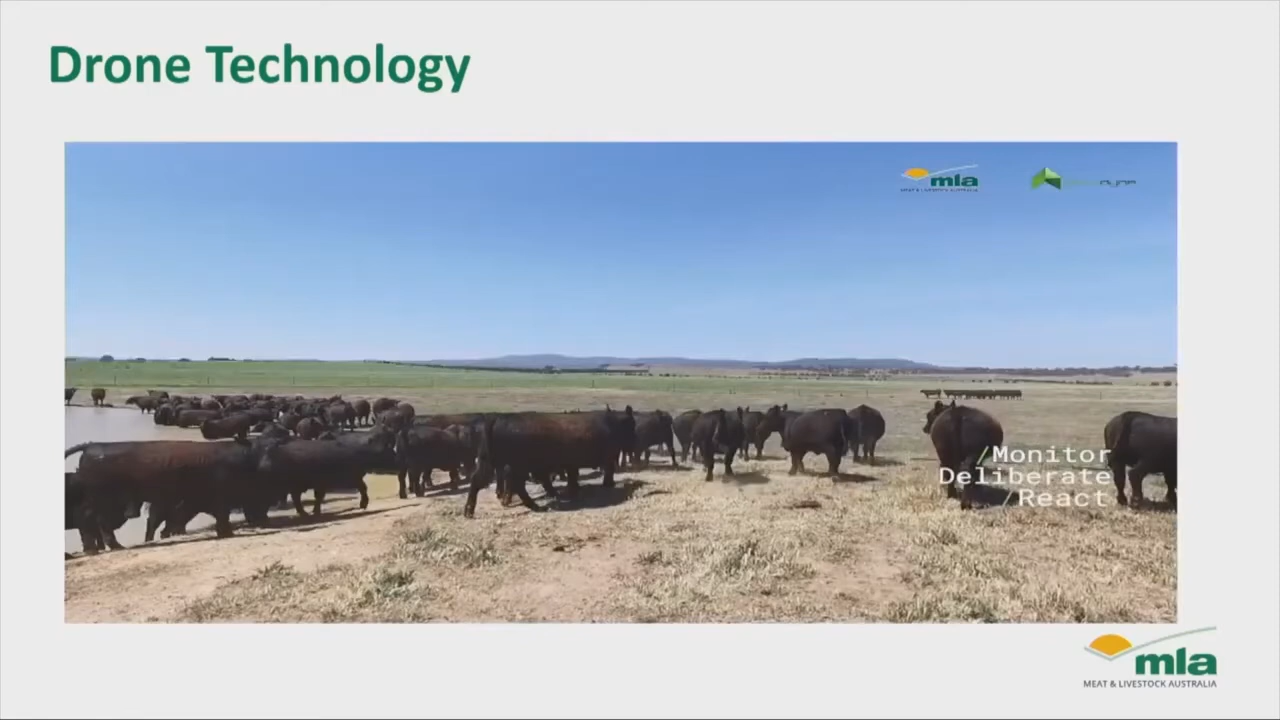 Drone Technology
mla
/Monitor
Deliberate
/React
mla
MEAT & LIVESTOCK AUSTRALIA